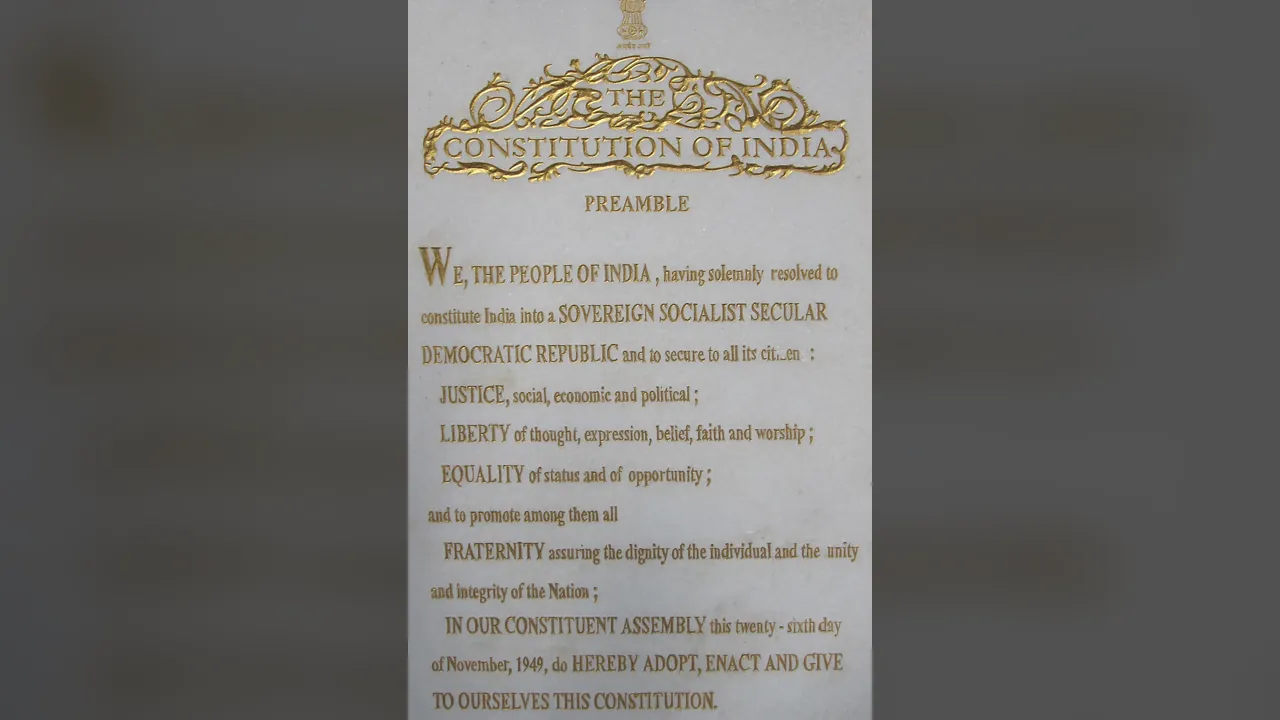 THE
CONSTITUTION OF INDIA
PREAMBLE
WE, THE PEOPLE OF INDIA , having solemnly resolved to
constitute India into a SOVEREIGN SOCIALIST SECULAR
DEMOCRATIC REPUBLIC and to secure to all its :
JUSTICE, social, economic and political ;
LIBERTY of thought, expression, belief, faith and worship ;
EQUALITY of status and of opportunity ;
and to promote among them all
FRATERNITY assuring the dignity of the individual and the unity
and integrity of the Nation ;
IN OUR CONSTITUENT ASSEMBLY this twenty - sixth day
of November, 1949, do HEREBY ADOPT, ENACT AND GIVE
TO OURSELVES THIS CONSTITUTION.